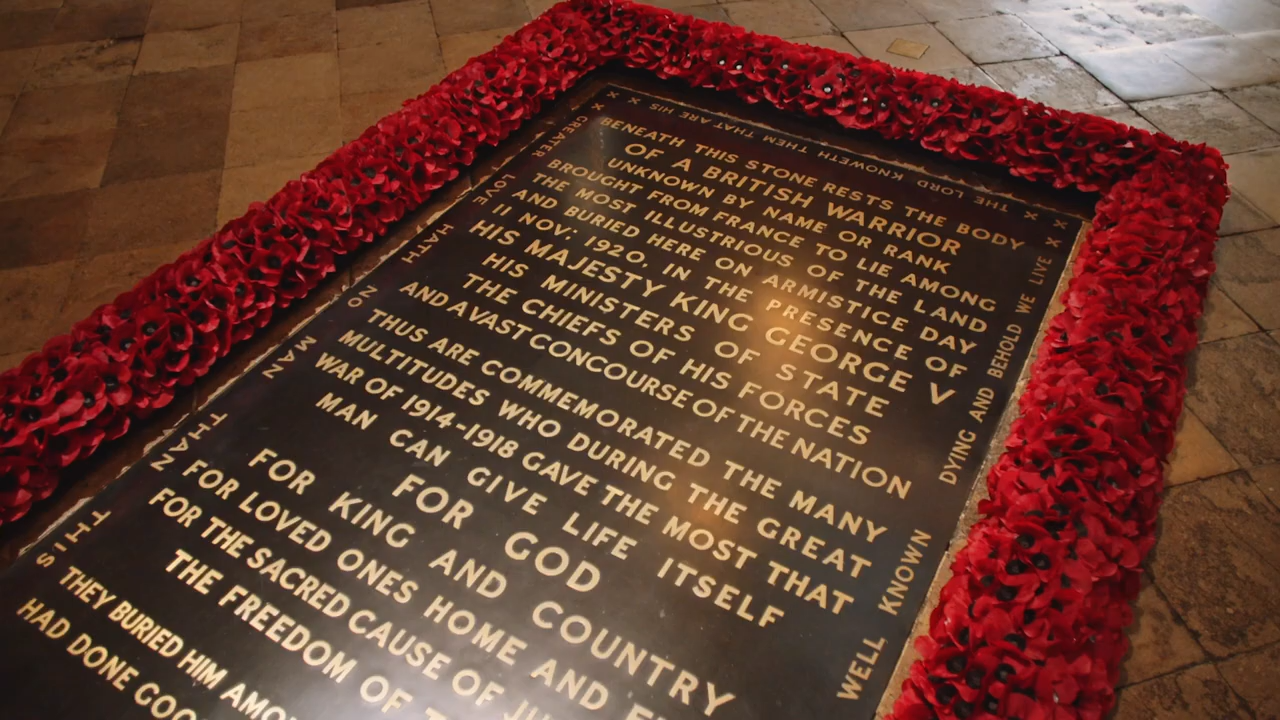 THE LORD KNOWETH THEM THAT ARE HIS
BENEATH THIS STONE RESTS THE BODY
OF A BRITISH WARRIOR
UNKNOWN BY NAME OR RANK
BROUGHT FROM FRANCE TO LIE AMONG
THE MOST ILLUSTRIOUS OF THE LAND
AND BURIED HERE ON ARMISTICE DAY
11 NOV: 1920, IN THE PRESENCE OF
HIS MAJESTY KING GEORGE V
HIS MINISTERS OF STATE
THE CHIEFS OF HIS FORCES
AND A VAST CONCOURSE OF THE NATION
THUS ARE COMMEMORATED THE MANY
MULTITUDES WHO DURING THE GREAT
WAR OF 1914-1918 GAVE THE MOST THAT
MAN CAN GIVE LIFE ITSELF
FOR GOD
FOR KING AND COUNTRY
FOR LOVED ONES HOME AND
FOR THE SACRED CAUSE OF
THE FREEDOM OF
THEY BURIED HIM
HAD DONE
GREATER LOVE HATH NO MAN THAN THIS
WELL KNOWN DYING AND BEHOLD WE LIVE